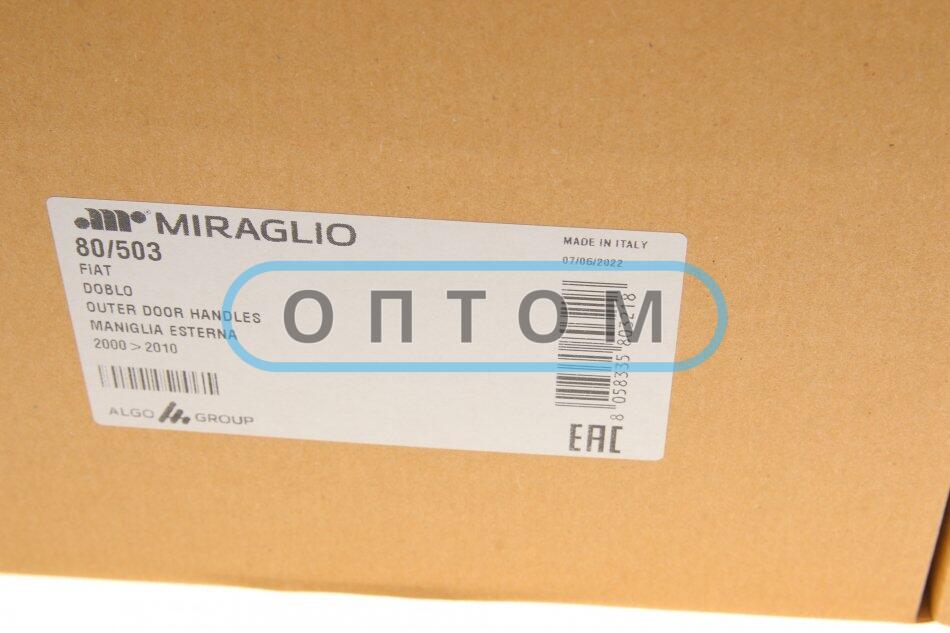 MIRAGLIO
80/503
FIAT
DOBLO
OUTER DOOR HANDLES
MANIGLIA ESTERNA
2000 > 2010
ALGO GROUP
MADE IN ITALY
07/06/2022
8 058335 803218
EAC
ОПТОМ